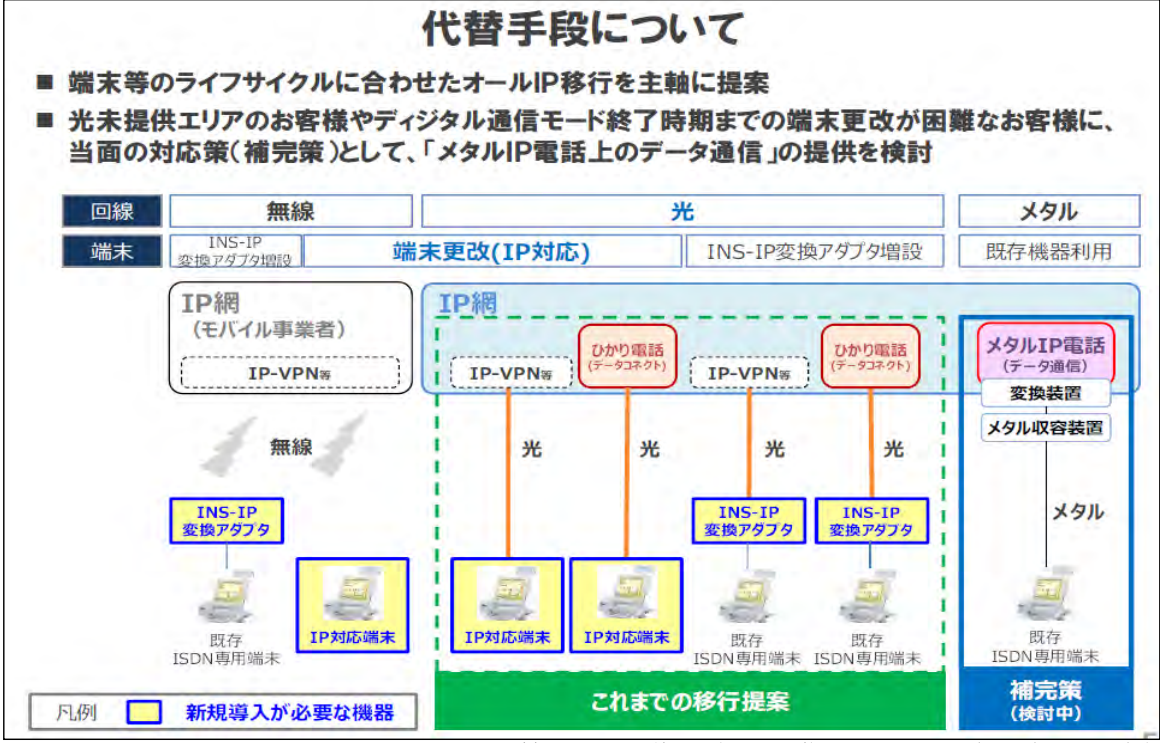 代替手段について
■ 端末等のライフサイクルに合わせたオールIP移行を主軸に提案
■ 光未提供エリアのお客様やディジタル通信モード終了時期までの端末更改が困難なお客様に、
当面の対応策(補完策)として、「メタルIP電話上のデータ通信」の提供を検討
回線 無線 光 メタル
端末 INS-IP
変換アダプタ増設 端末更改(IP対応) INS-IP変換アダプタ増設 既存機器利用
IP網
(モバイル事業者)
IP-VPN等
IP網
IP-VPN等
ひかり電話
(データコネクト)
IP-VPN等
ひかり電話
(データコネクト)
メタルIP電話
(データ通信)
変換装置
メタル収容装置
無線 光 光 光 光 メタル
INS-IP
変換アダプタ
INS-IP
変換アダプタ
INS-IP
変換アダプタ
既存
ISDN専用端末
IP対応端末
IP対応端末
IP対応端末
既存
ISDN専用端末
既存
ISDN専用端末
既存
ISDN専用端末
凡例 新規導入が必要な機器
これまでの移行提案
補完策
(検討中)